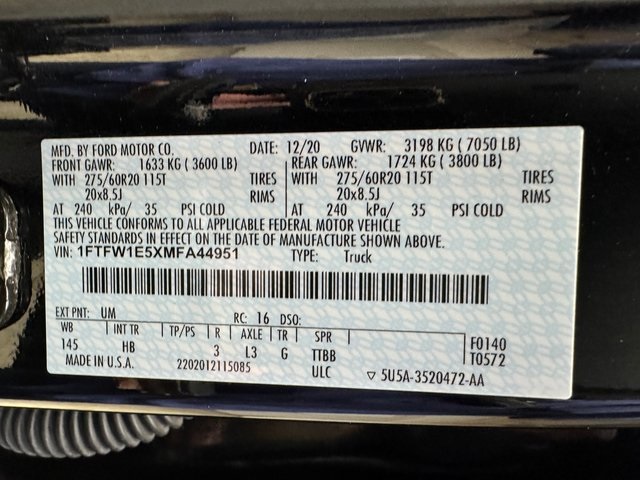 MFD. BY FORD MOTOR CO. DATE: 12/20 GVWR: 3198 KG ( 7050 LB)
FRONT GAWR: 1633 KG ( 3600 LB) REAR GAWR: 1724 KG ( 3800 LB)
WITH 275/60R20 115T TIRES WITH 275/60R20 115T TIRES
20x8.5J RIMS 20x8.5J RIMS
AT 240 kPa/ 35 PSI COLD AT 240 kPa/ 35 PSI COLD
THIS VEHICLE CONFORMS TO ALL APPLICABLE FEDERAL MOTOR VEHICLE
SAFETY STANDARDS IN EFFECT ON THE DATE OF MANUFACTURE SHOWN ABOVE.
VIN: 1FTFW1E5XMFA44951 TYPE: Truck
EXT PNT: UM RC: 16 DSO:
WB INT TR TP/PS R AXLE TR SPR F0140
145 HB 3 L3 G TTBB T0572
MADE IN U.S.A. 2202012115085 ULC ▽ 5U5A-3520472-AA